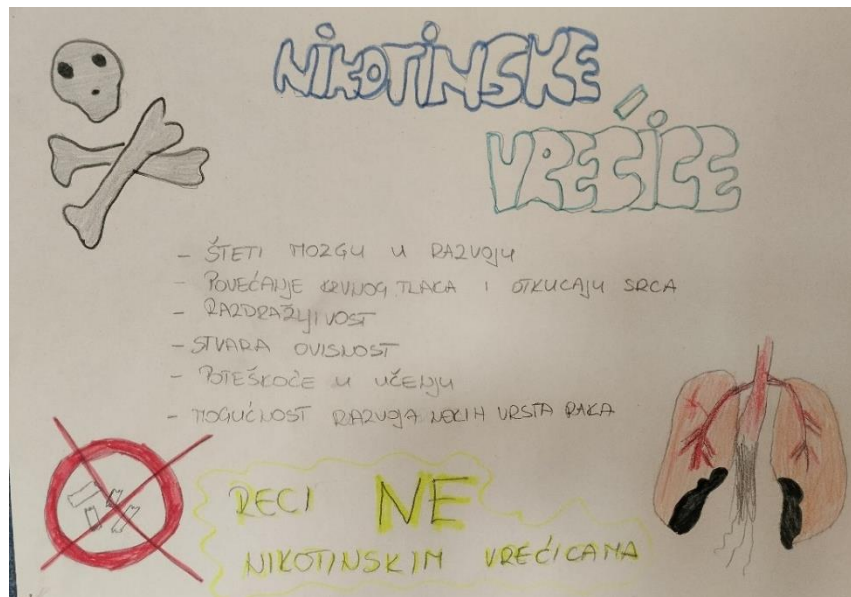 NIKOTINSKE
VREĆICE
- ŠTETI MOZGU U RAZVOJU
- POVEĆANJE KRVNOG TLAKA I OTKUCAJU SRCA
- RAZDRAŽLJIVOST
- STVARA OVISNOST
- POTEŠKOĆE U UČENJU
- MOGUĆNOST RAZVOJA NEKIH VRSTA RAKA
RECI NE
NIKOTINSKIM VREĆICAMA